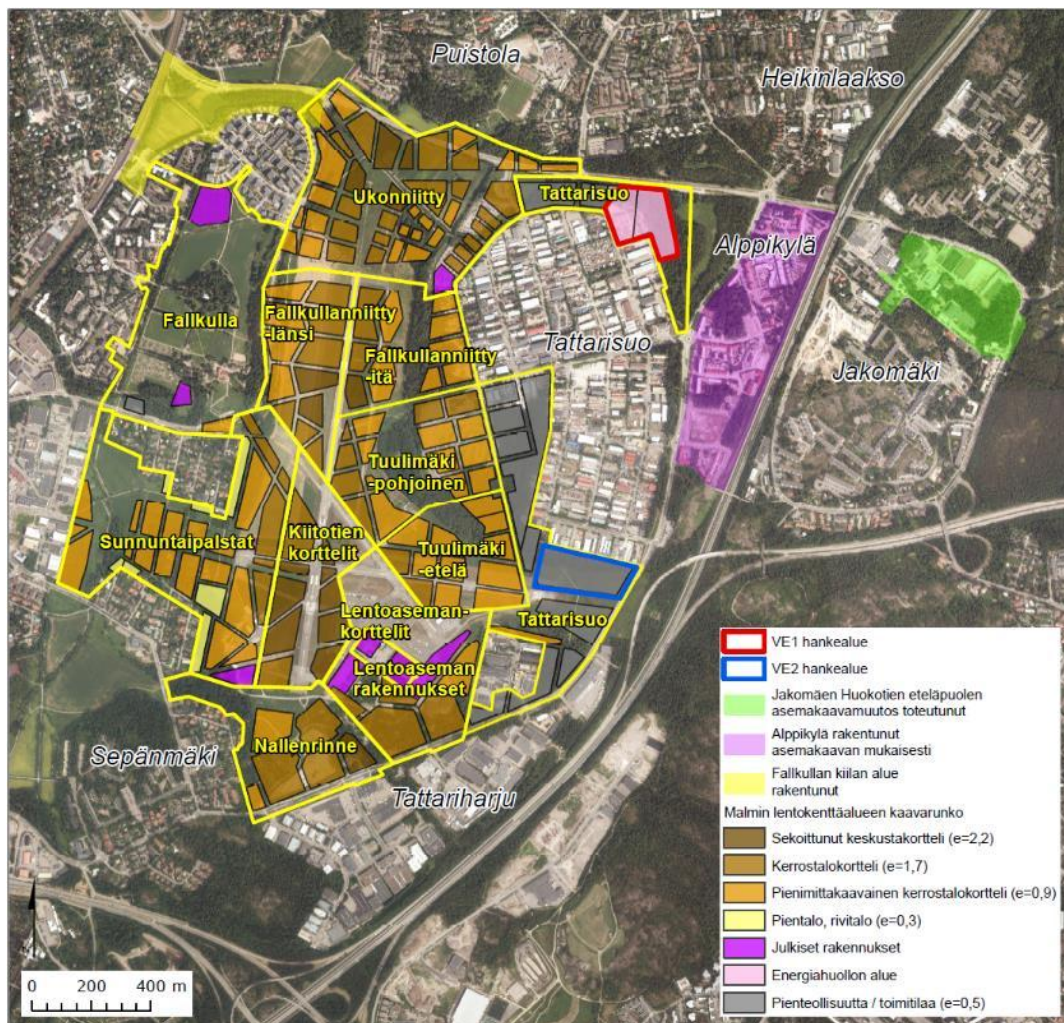 Puistola
Heikinlaakso
Ukonniitty
Tattarisuo
Alppikylä
Fallkulla
Fallkullanniitty
-länsi
Fallkullanniitty
-itä
Tattarisuo
Jakomäki
Tuulimäki
-pohjoinen
Sunnuntaipalstat
Kiitotien
korttelit
Tuulimäki
-etelä
Lentoaseman-
korttelit
Tattarisuo
Lentoaseman
rakennukset
Nallenrinne
Sepänmäki
Tattariharju
VE1 hankealue
VE2 hankealue
Jakomäen Huokotien eteläpuolen
asemakaavamuutos toteutunut
Alppikylä rakentunut
asemakaavan mukaisesti
Fallkullan kiilan alue
rakentunut
Malmin lentokenttäalueen kaavarunko
Sekoittunut keskustakortteli (e=2,2)
Kerrostalokortteli (e=1,7)
Pienimittakaavainen kerrostalokortteli (e=0,9)
Pientalo, rivitalo (e=0,3)
Julkiset rakennukset
Energiahuollon alue
Pienteollisuutta / toimitilaa (e=0,5)
0 200 400 m